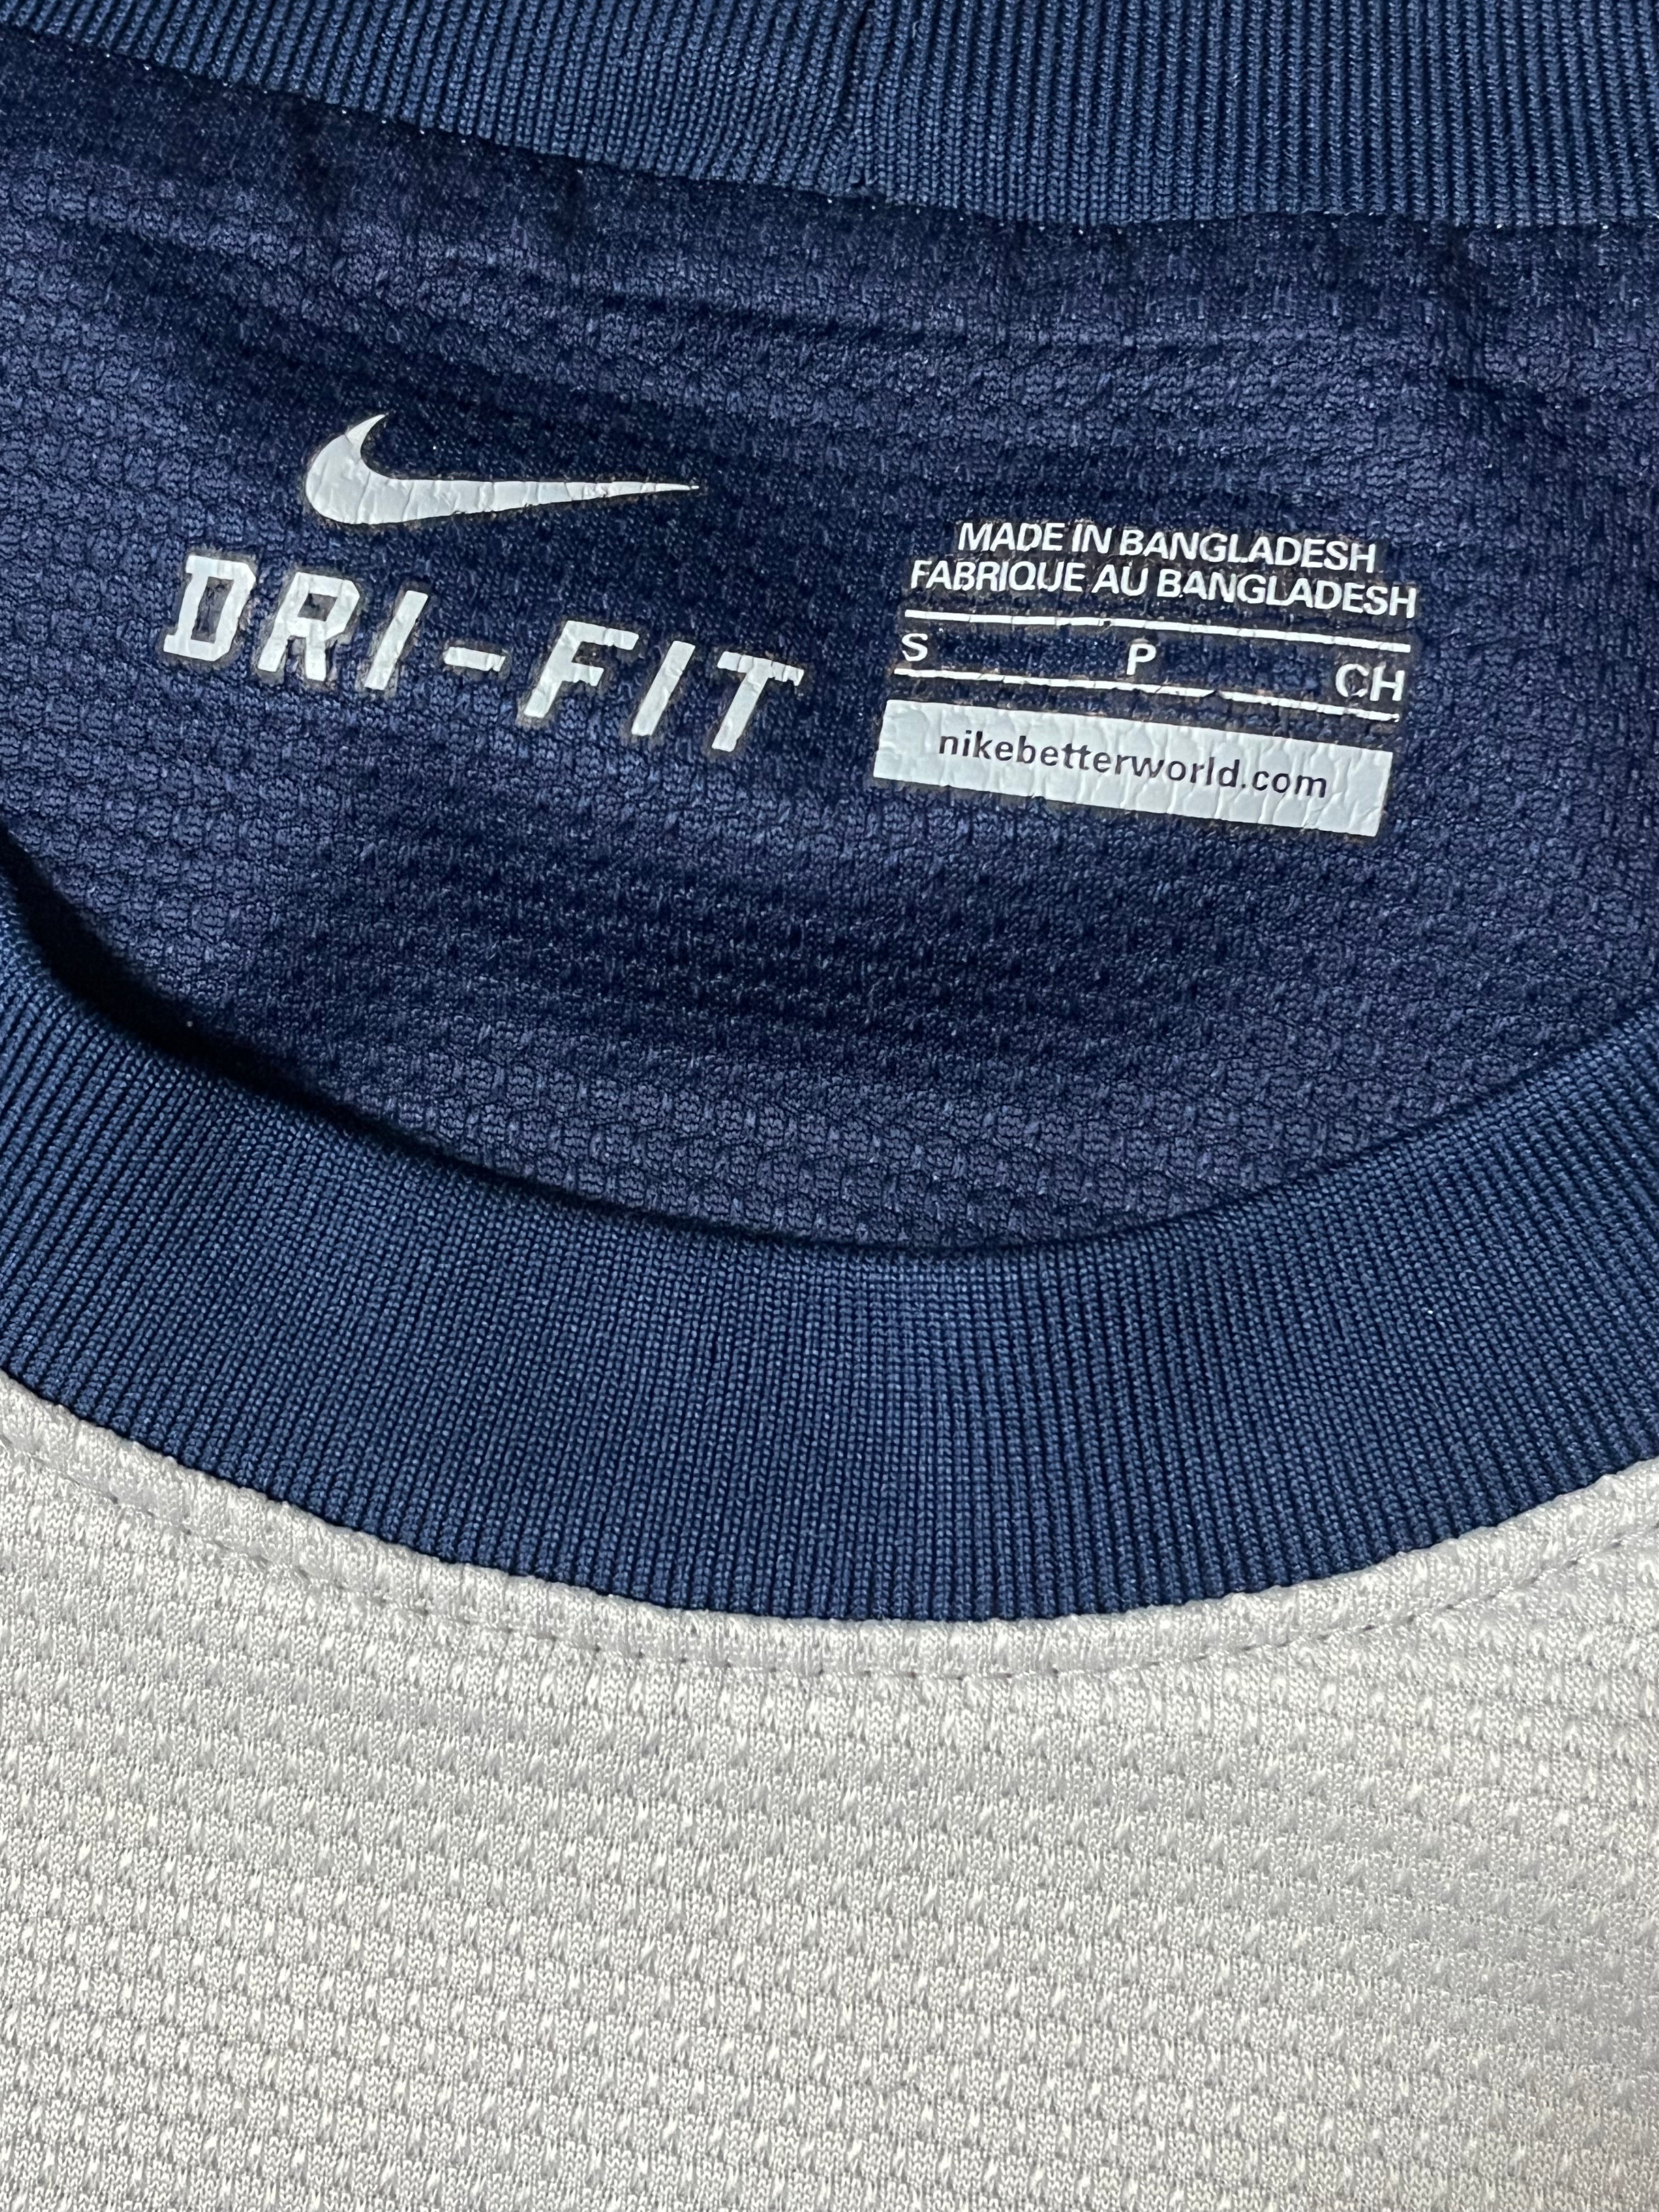 DRI-FIT
MADE IN BANGLADESH
FABRIQUE AU BANGLADESH
S P CH
nikebetterworld.com